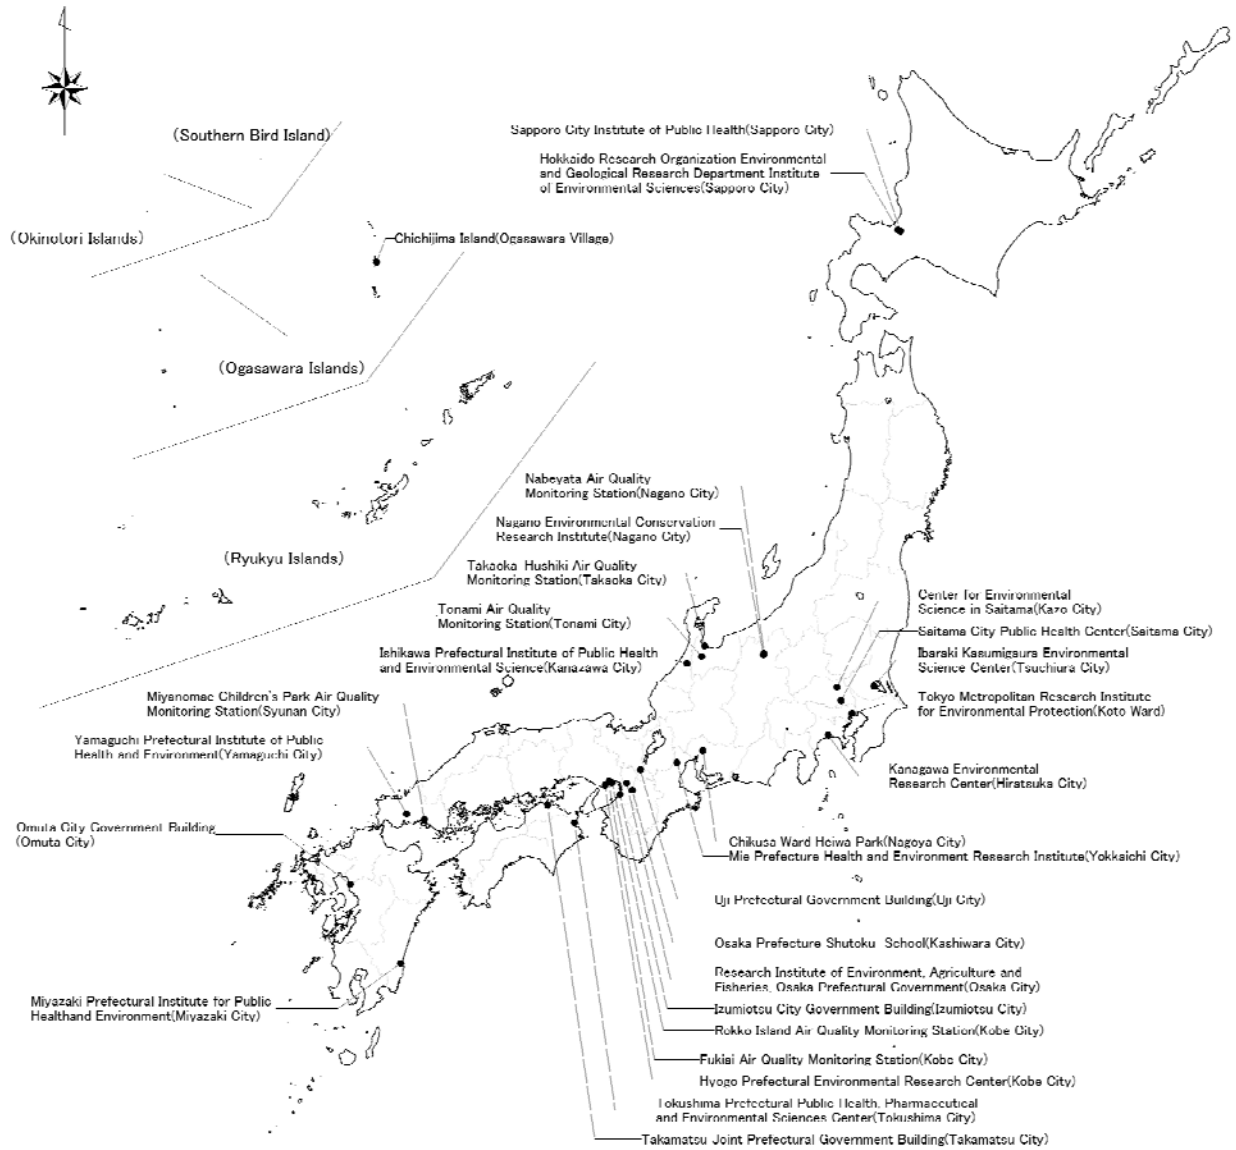 (Southern Bird Island)
Sapporo City Institute of Public Health(Sapporo City)
Hokkaido Research Organization Environmental
and Geological Research Department Institute
of Environmental Sciences(Sapporo City)
(Okinotori Islands)
Chichijima Island(Ogasawara Village)
(Ogasawara Islands)
Nabeyata Air Quality
Monitoring Station(Nagano City)
Nagano Environmental Conservation
Research Institute(Nagano City)
(Ryukyu Islands)
Takaoka Hushiki Air Quality
Monitoring Station(Takaoka City)
Tonami Air Quality
Monitoring Station(Tonami City)
Ishikawa Prefectural Institute of Public Health
and Environmental Science(Kanazawa City)
Center for Environmental
Science in Saitama(Kazo City)
Saitama City Public Health Center(Saitama City)
Ibaraki Kasumigaura Environmental
Science Center(Tsuchiura City)
Tokyo Metropolitan Research Institute
for Environmental Protection(Koto Ward)
Miyanomae Children's Park Air Quality
Monitoring Station(Syunan City)
Yamaguchi Prefectural Institute of Public
Health and Environment(Yamaguchi City)
Kanagawa Environmental
Research Center(Hiratsuka City)
Omuta City Government Building
(Omuta City)
Chikusa Ward Heiwa Park(Nagoya City)
Mie Prefecture Health and Environment Research Institute(Yokkaichi City)
Uji Prefectural Government Building(Uji City)
Osaka Prefecture Shutoku School(Kashiwara City)
Research Institute of Environment, Agriculture and
Fisheries, Osaka Prefectural Government(Osaka City)
Miyazaki Prefectural Institute for Public
Healthand Environment(Miyazaki City)
Izumiotsu City Government Building(Izumiotsu City)
Rokko Island Air Quality Monitoring Station(Kobe City)
Fukiai Air Quality Monitoring Station(Kobe City)
Hyogo Prefectural Environmental Research Center(Kobe City)
Tokushima Prefectural Public Health, Pharmaceutical
and Environmental Sciences Center(Tokushima City)
Takamatsu Joint Prefectural Government Building(Takamatsu City)